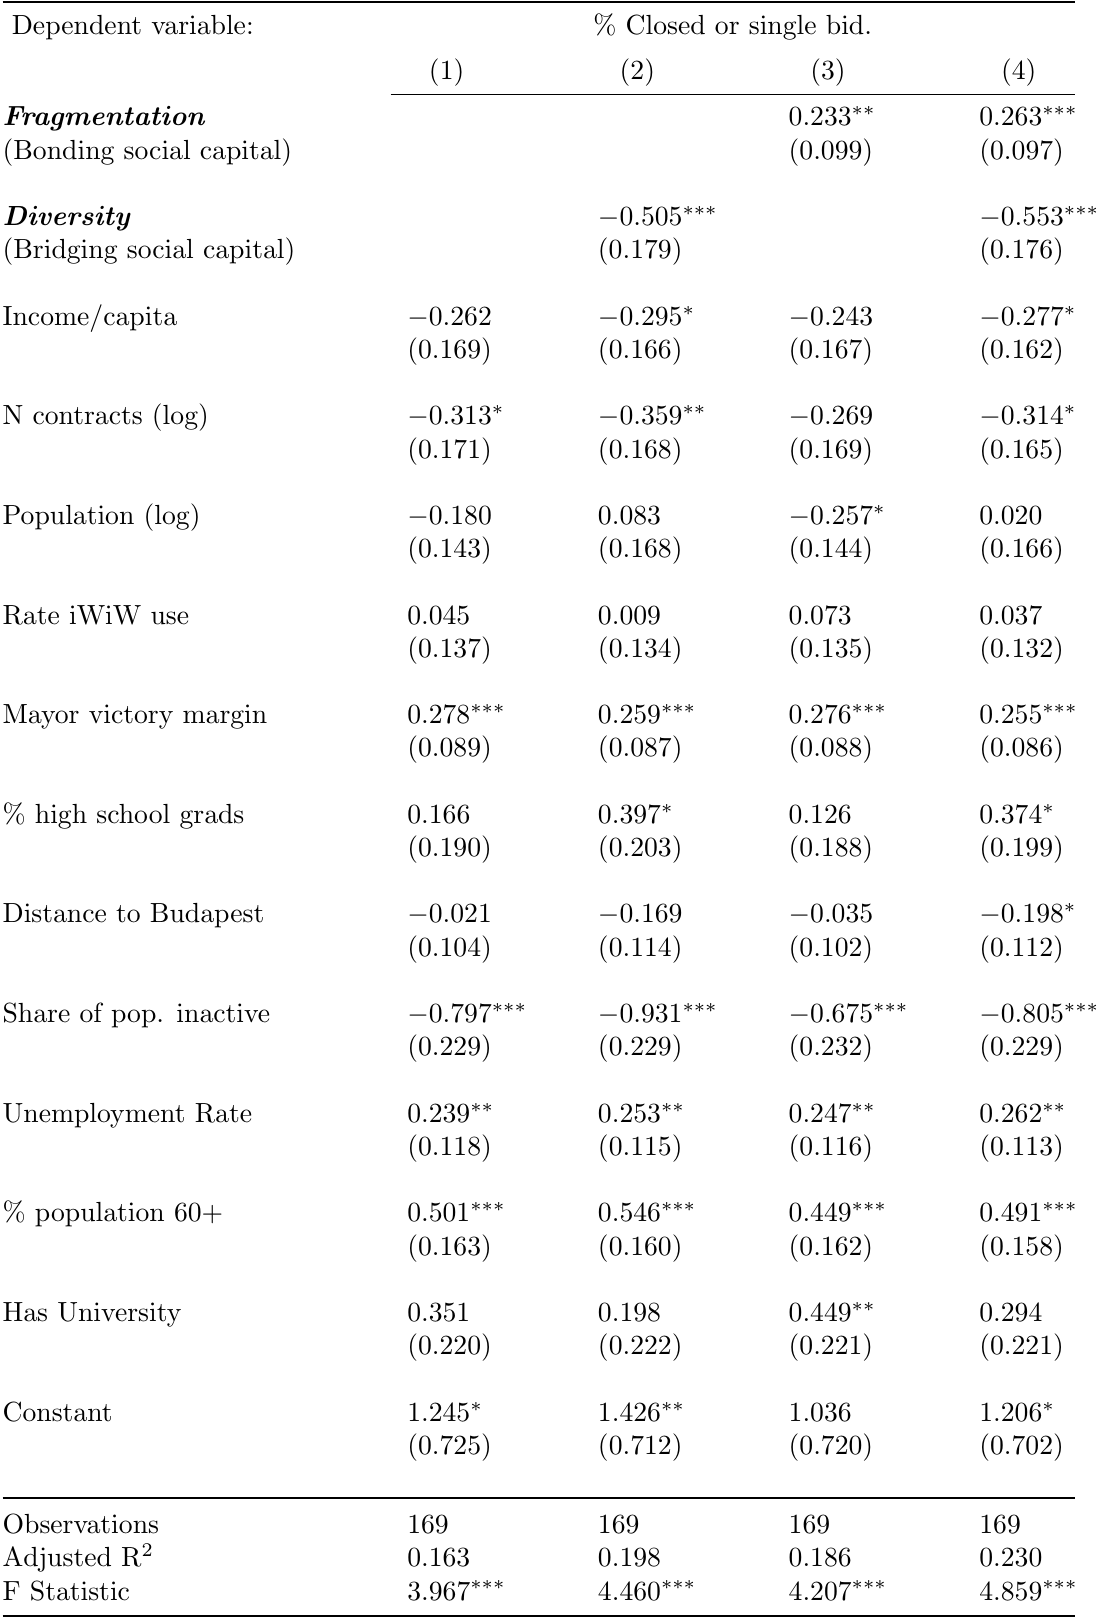 Dependent variable: % Closed or single bid.
(1) (2) (3) (4)
Fragmentation 0.233** 0.263***
(Bonding social capital) (0.099) (0.097)
Diversity −0.505*** −0.553***
(Bridging social capital) (0.179) (0.176)
Income/capita −0.262 −0.295* −0.243 −0.277*
(0.169) (0.166) (0.167) (0.162)
N contracts (log) −0.313* −0.359** −0.269 −0.314*
(0.171) (0.168) (0.169) (0.165)
Population (log) −0.180 0.083 −0.257* 0.020
(0.143) (0.168) (0.144) (0.166)
Rate iWiW use 0.045 0.009 0.073 0.037
(0.137) (0.134) (0.135) (0.132)
Mayor victory margin 0.278*** 0.259*** 0.276*** 0.255***
(0.089) (0.087) (0.088) (0.086)
% high school grads 0.166 0.397* 0.126 0.374*
(0.190) (0.203) (0.188) (0.199)
Distance to Budapest −0.021 −0.169 −0.035 −0.198*
(0.104) (0.114) (0.102) (0.112)
Share of pop. inactive −0.797*** −0.931*** −0.675*** −0.805***
(0.229) (0.229) (0.232) (0.229)
Unemployment Rate 0.239** 0.253** 0.247** 0.262**
(0.118) (0.115) (0.116) (0.113)
% population 60+ 0.501*** 0.546*** 0.449*** 0.491***
(0.163) (0.160) (0.162) (0.158)
Has University 0.351 0.198 0.449** 0.294
(0.220) (0.222) (0.221) (0.221)
Constant 1.245* 1.426** 1.036 1.206*
(0.725) (0.712) (0.720) (0.702)
Observations 169 169 169 169
Adjusted R² 0.163 0.198 0.186 0.230
F Statistic 3.967*** 4.460*** 4.207*** 4.859***